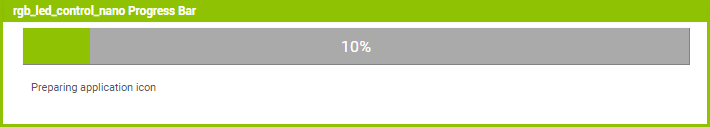 rgb_led_control_nano Progress Bar
10%
Preparing application icon